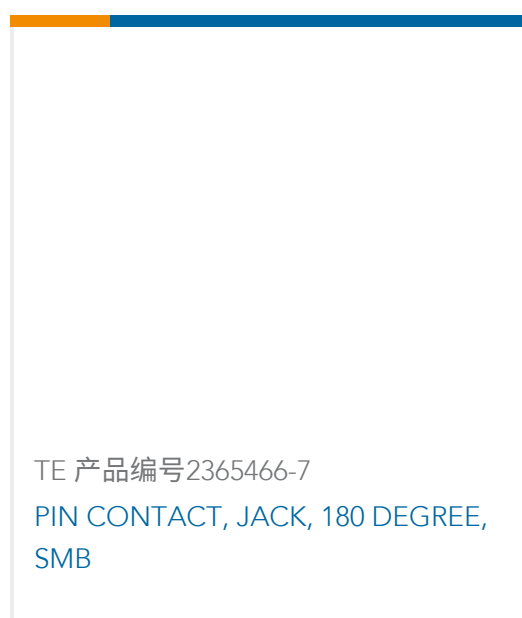 TE 产品编号2365466-7
PIN CONTACT, JACK, 180 DEGREE,
SMB